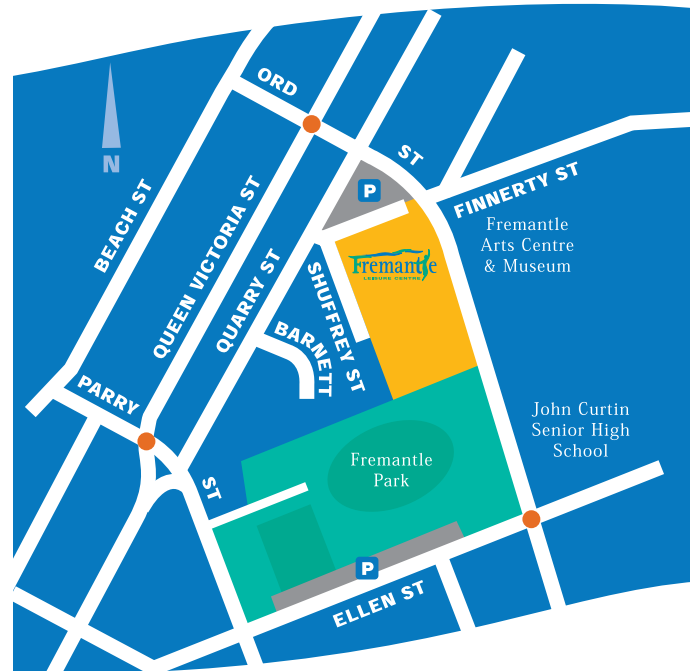 ORD
ST
P
N
FINNERTY ST
BEACH ST
QUEEN VICTORIA ST
QUARRY ST
Fremantle
Arts Centre
& Museum
Fremantle
LEISURE CENTRE
SHUFFREY ST
BARNETT
PARRY
ST
John Curtin
Senior High
School
Fremantle
Park
P
ELLEN ST